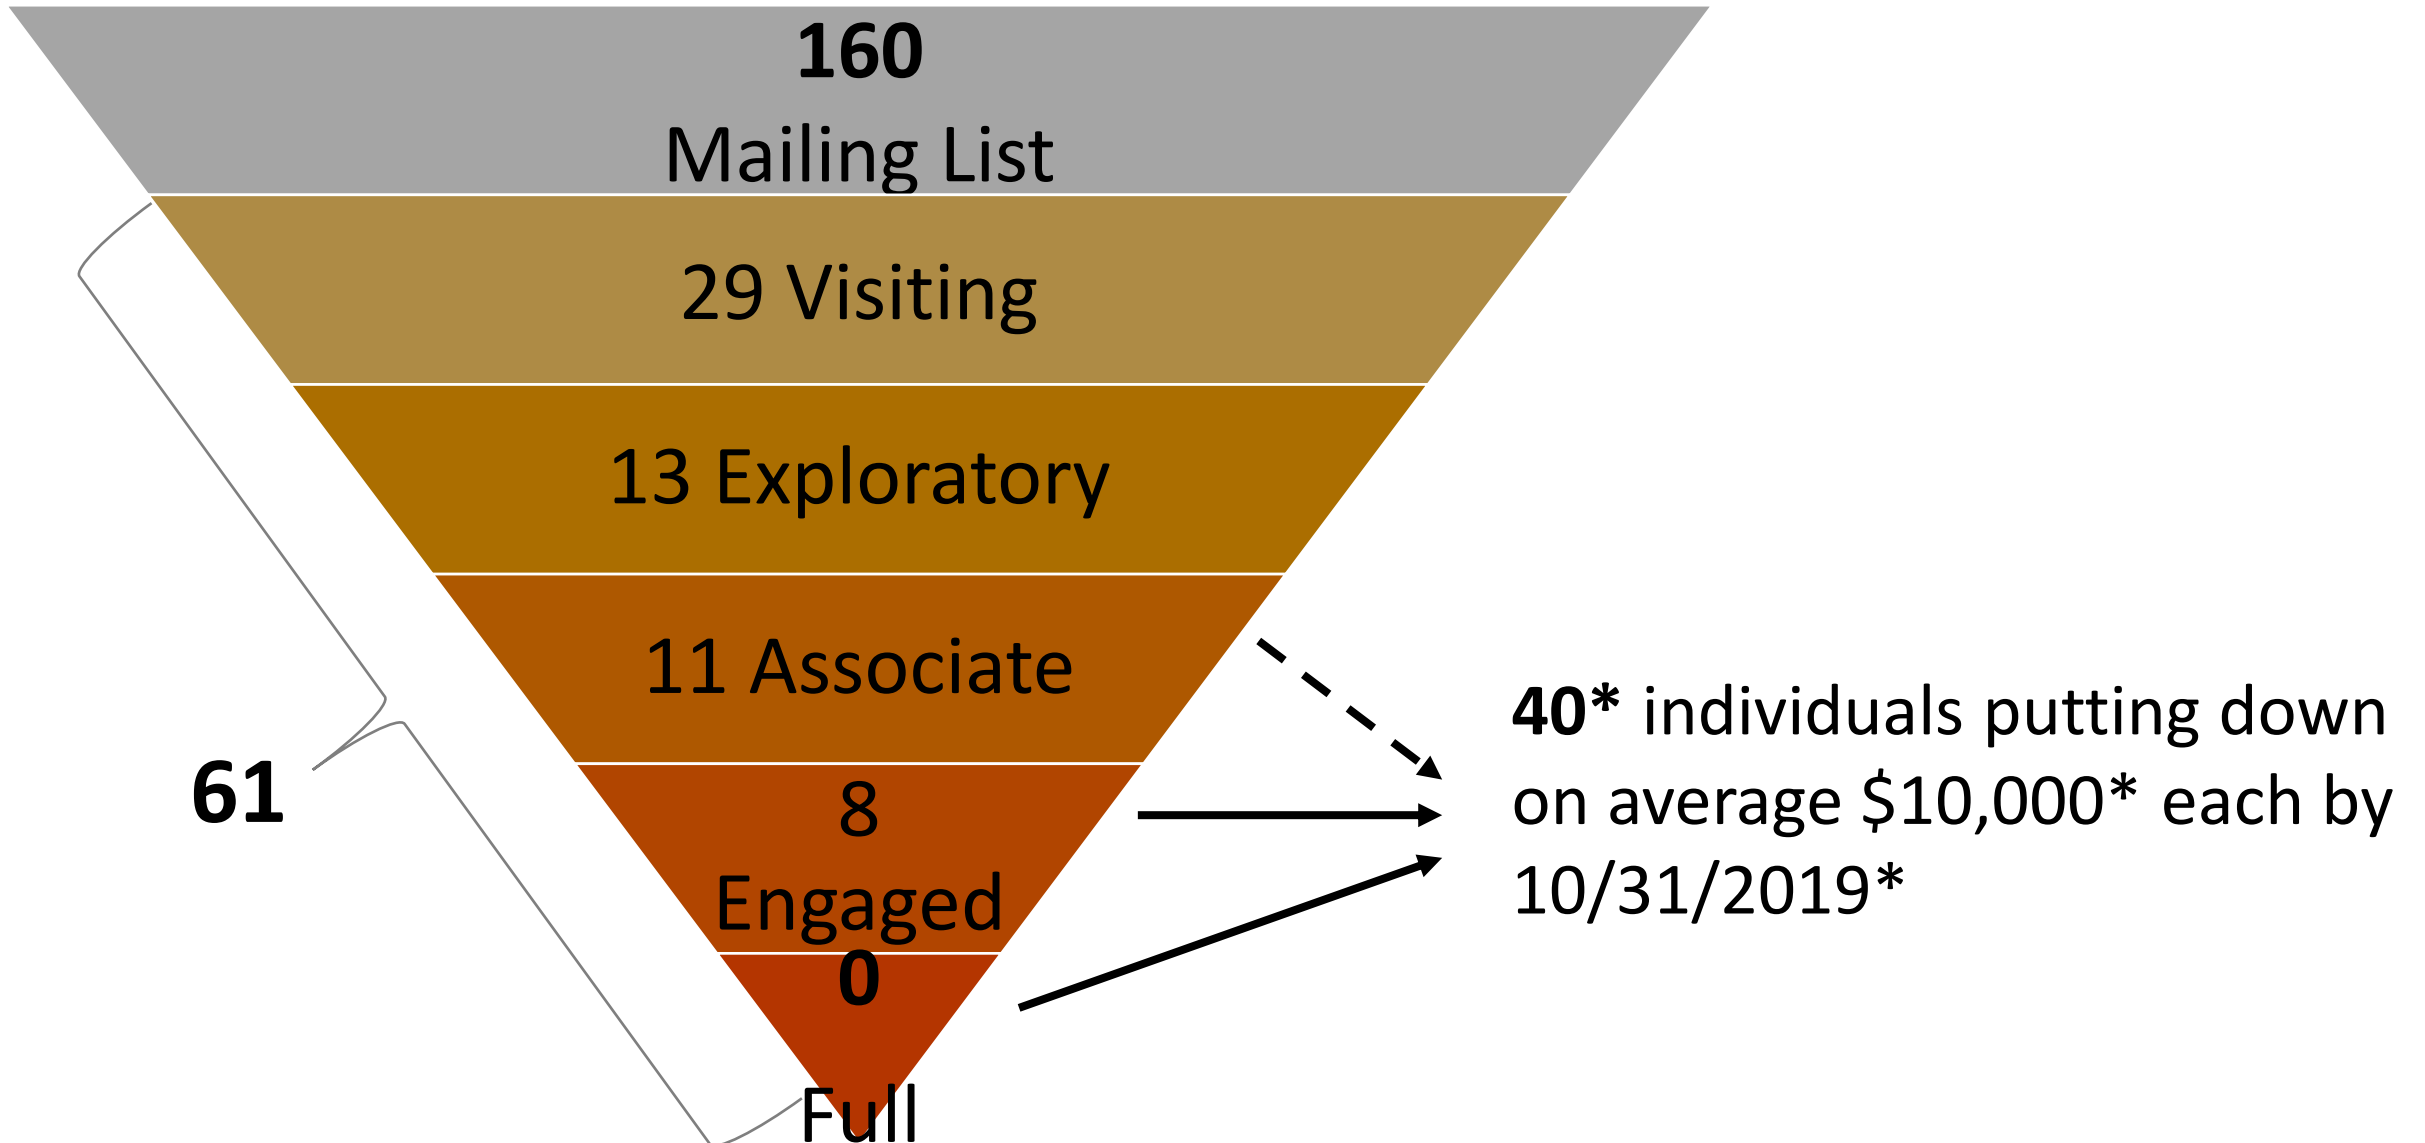 160
Mailing List
29 Visiting
13 Exploratory
11 Associate
8
Engaged
0
Full
61
40* individuals putting down
on average $10,000* each by
10/31/2019*